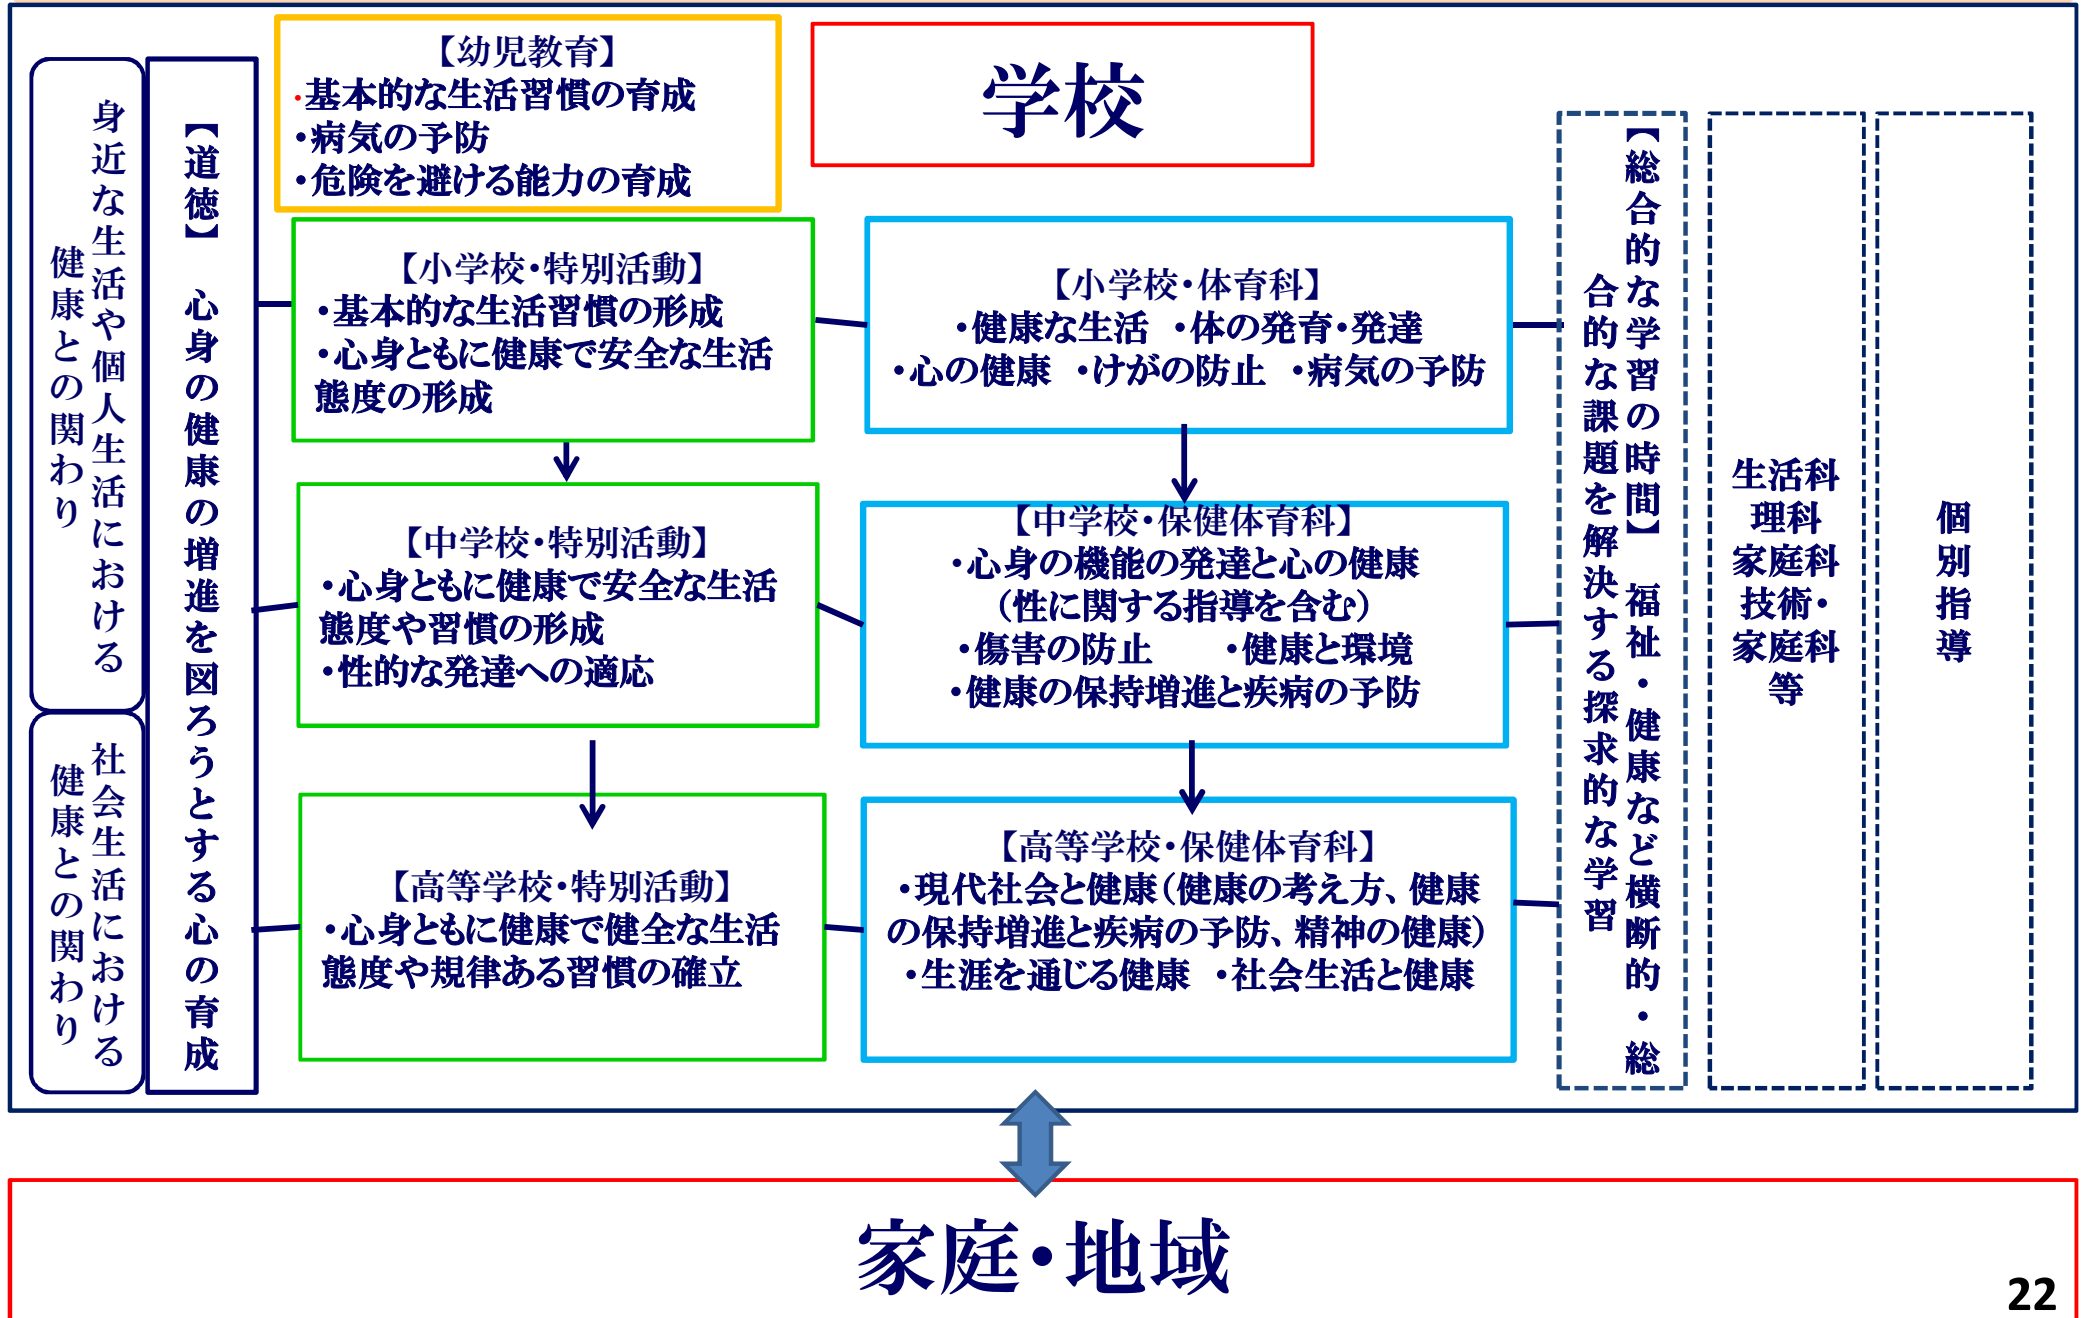 【幼児教育】
・基本的な生活習慣の育成
・病気の予防
・危険を避ける能力の育成
学校
身近な生活や個人生活における
健康との関わり
社会生活における
健康との関わり
【道徳】 心身の健康の増進を図ろうとする心の育成
【小学校・特別活動】
・基本的な生活習慣の形成
・心身ともに健康で安全な生活
態度の形成
【小学校・体育科】
・健康な生活 ・体の発育・発達
・心の健康 ・けがの防止 ・病気の予防
【中学校・特別活動】
・心身ともに健康で安全な生活
態度や習慣の形成
・性的な発達への適応
【中学校・保健体育科】
・心身の機能の発達と心の健康
（性に関する指導を含む）
・傷害の防止 ・健康と環境
・健康の保持増進と疾病の予防
【高等学校・特別活動】
・心身ともに健康で健全な生活
態度や規律ある習慣の確立
【高等学校・保健体育科】
・現代社会と健康（健康の考え方、健康
の保持増進と疾病の予防、精神の健康）
・生涯を通じる健康 ・社会生活と健康
【総合的な学習の時間】 福祉・健康など横断的・総
合的な課題を解決する探求的な学習
生活科
理科
家庭科
技術・
家庭科
等
個別指導
家庭・地域
22